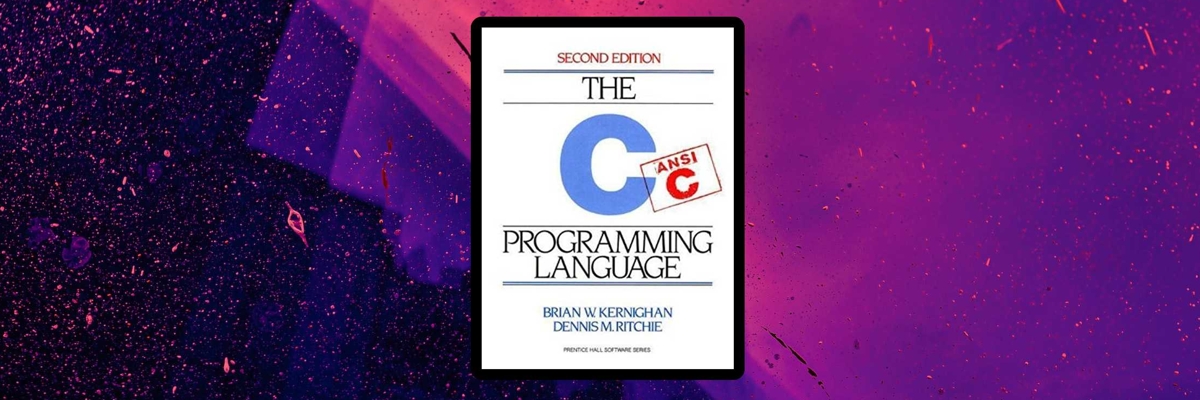 SECOND EDITION
THE
C
ANSI
C
PROGRAMMING
LANGUAGE
BRIAN W. KERNIGHAN
DENNIS M. RITCHIE
PRENTICE HALL SOFTWARE SERIES